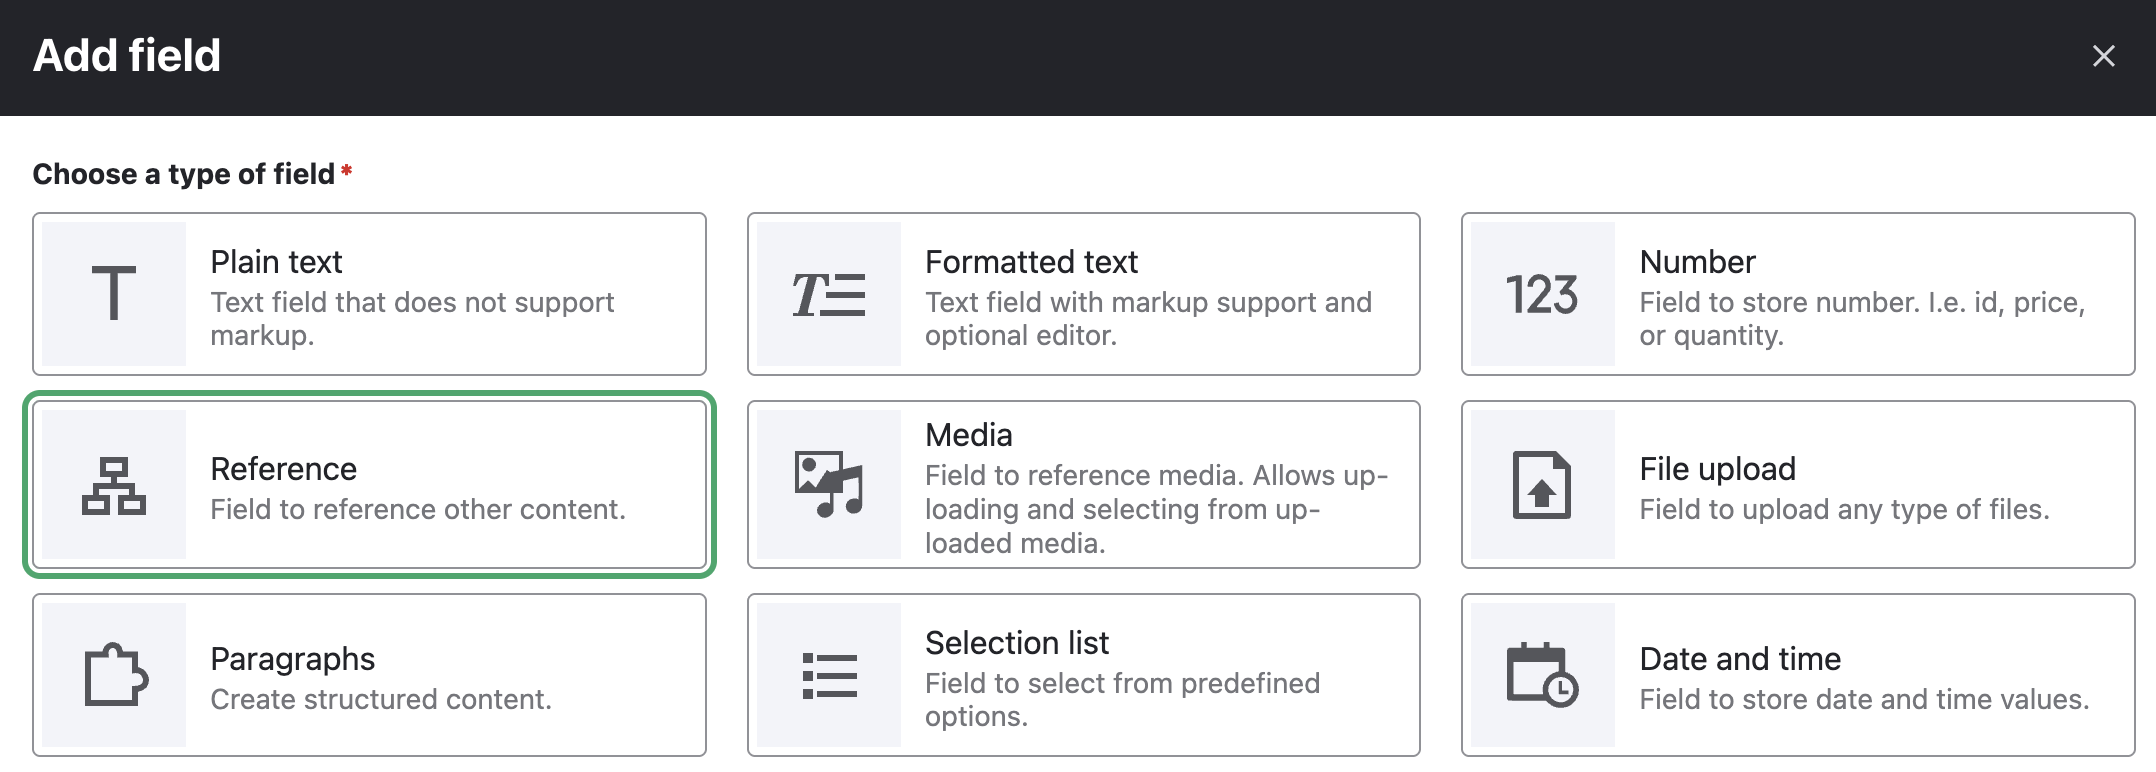 Add field
Choose a type of field*
Plain text
Text field that does not support
markup.
Formatted text
Text field with markup support and
optional editor.
Number
Field to store number. I.e. id, price,
or quantity.
Reference
Field to reference other content.
Media
Field to reference media. Allows up-
loading and selecting from up-
loaded media.
File upload
Field to upload any type of files.
Paragraphs
Create structured content.
Selection list
Field to select from predefined
options.
Date and time
Field to store date and time values.